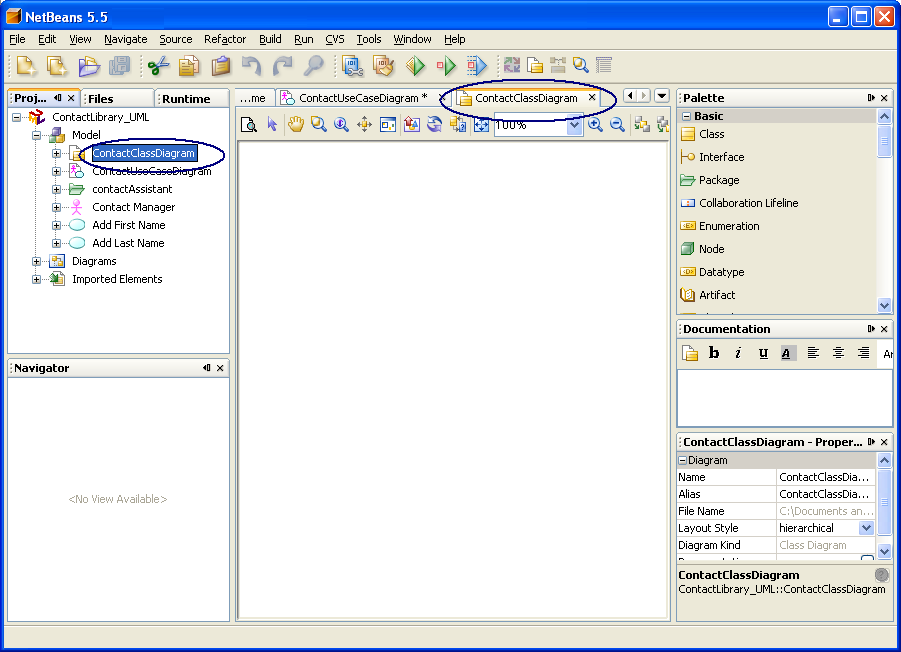 NetBeans 5.5
File Edit View Navigate Source Refactor Build Run CVS Tools Window Help
Proj... Files Runtime
ContactLibrary_UML
Model
ContactClassDiagram
ContactUseCaseDiagram
contactAssistant
Contact Manager
Add First Name
Add Last Name
Diagrams
Imported Elements
Navigator
<No View Available>
...me ContactUseCaseDiagram * ContactClassDiagram
100%
Palette
Basic
Class
Interface
Package
Collaboration Lifeline
Enumeration
Node
Datatype
Artifact
Documentation
b i u A Ar
ContactClassDiagram - Proper...
Diagram
Name ContactClassDia...
Alias ContactClassDia...
File Name C:\Documents an...
Layout Style hierarchical
Diagram Kind Class Diagram
ContactClassDiagram
ContactLibrary_UML::ContactClassDiagram